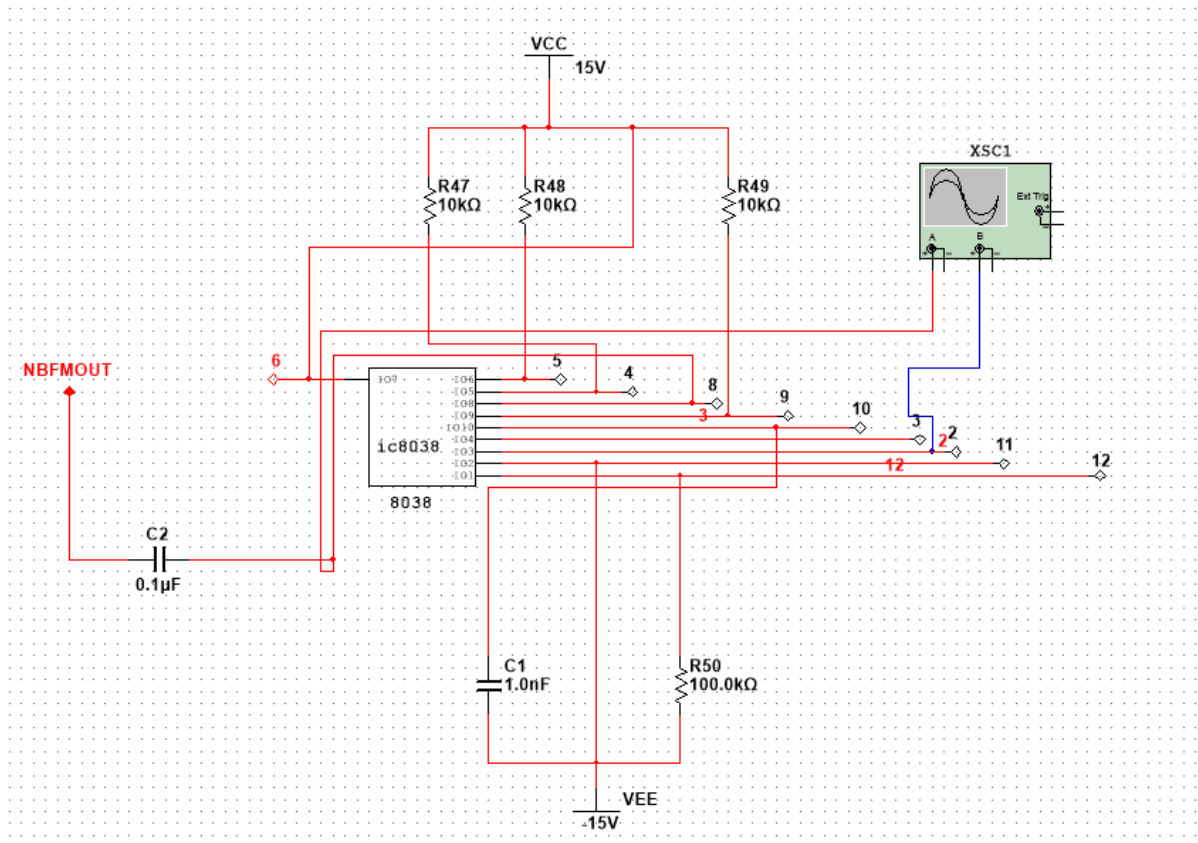 VCC
15V
XSC1
R47
10kΩ
R48
10kΩ
R49
10kΩ
Ext Trig
+
-
A
B
+
-
+
-
NBFMOUT
6
5
4
8
9
10
3
2
11
12
3
2
12
IO7
IO6
IO5
IO8
IO9
IO10
IO4
IO3
IO2
IO1
ic8038
8038
C2
0.1µF
C1
1.0nF
R50
100.0kΩ
VEE
-15V